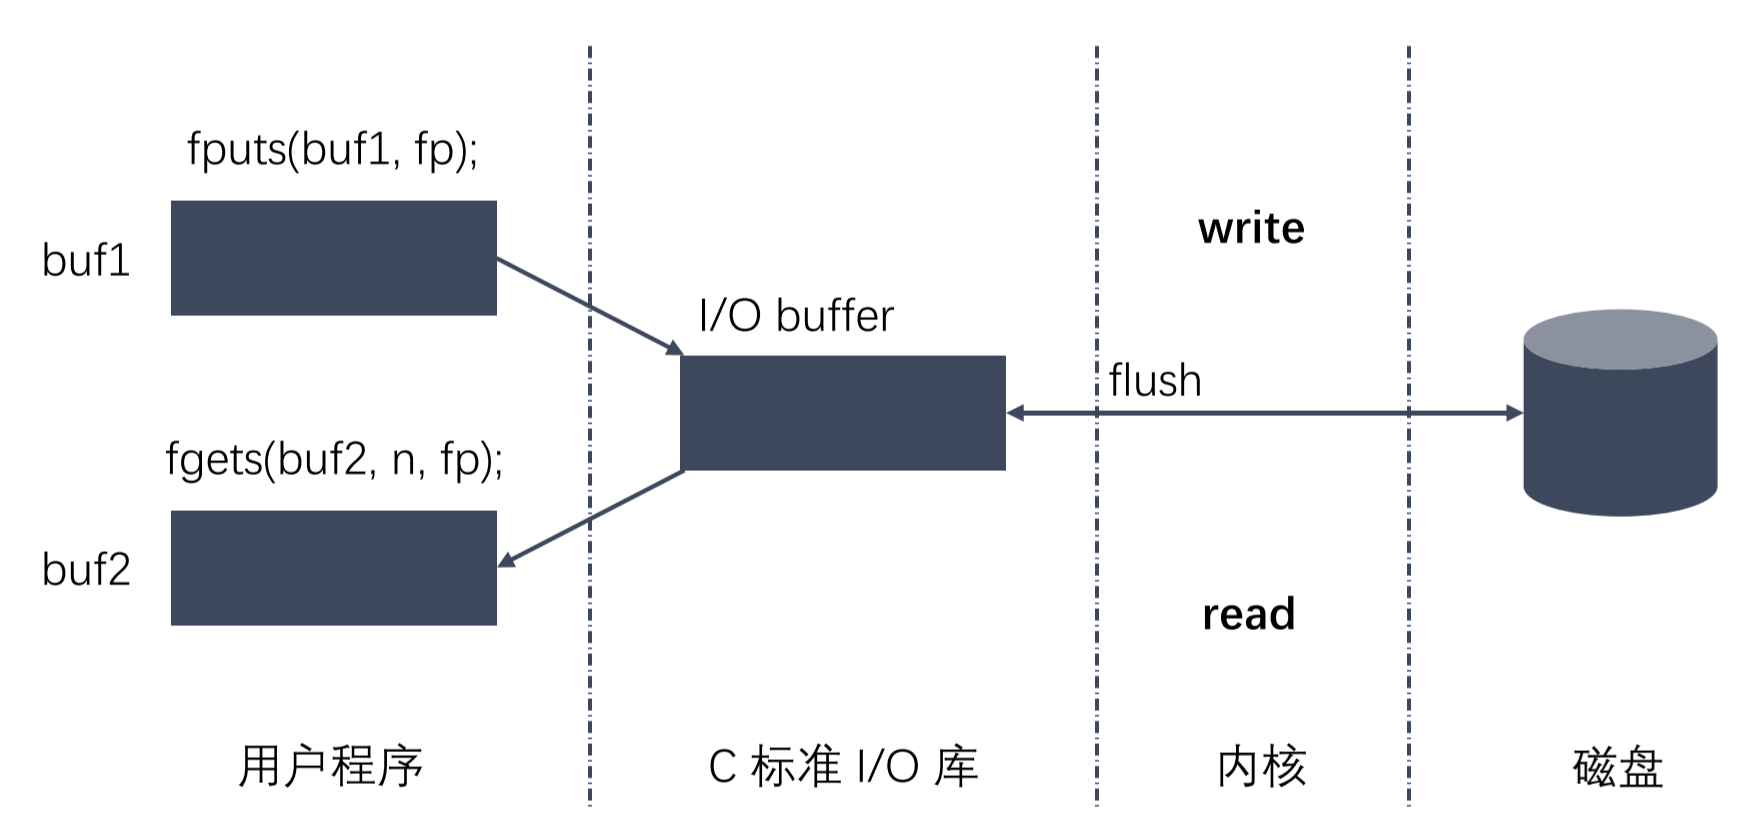 fputs(buf1, fp);
buf1
I/O buffer
write
flush
fgets(buf2, n, fp);
buf2
read
用户程序
C 标准 I/O 库
内核
磁盘